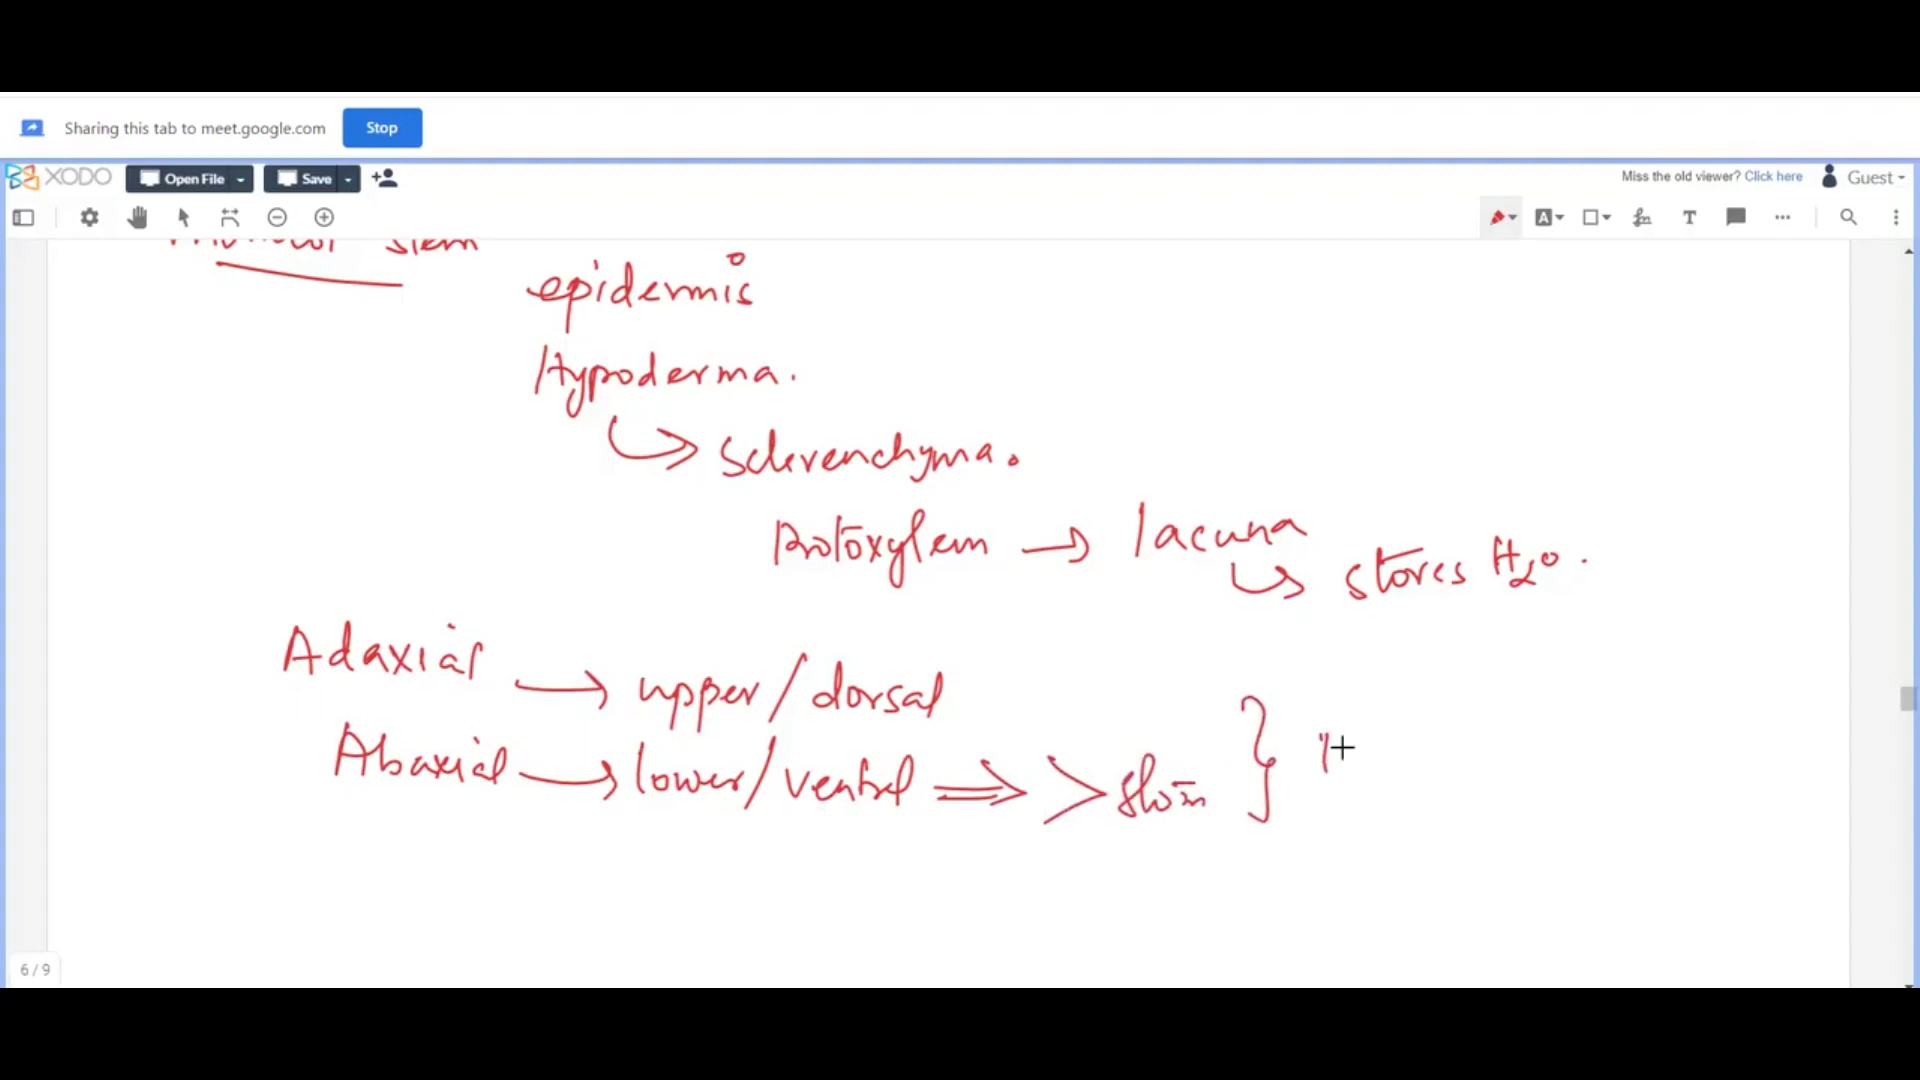 Sharing this tab to meet.google.com Stop
XODO Open File Save Miss the old viewer? Click here Guest
A T
stem
epidermis
Hypoderma.
↳ sclerenchyma.
Protoxylem → lacuna
↳ stores H₂O.
Adaxial → upper / dorsal
Abaxial → lower / ventral ⇒ >
6 / 9